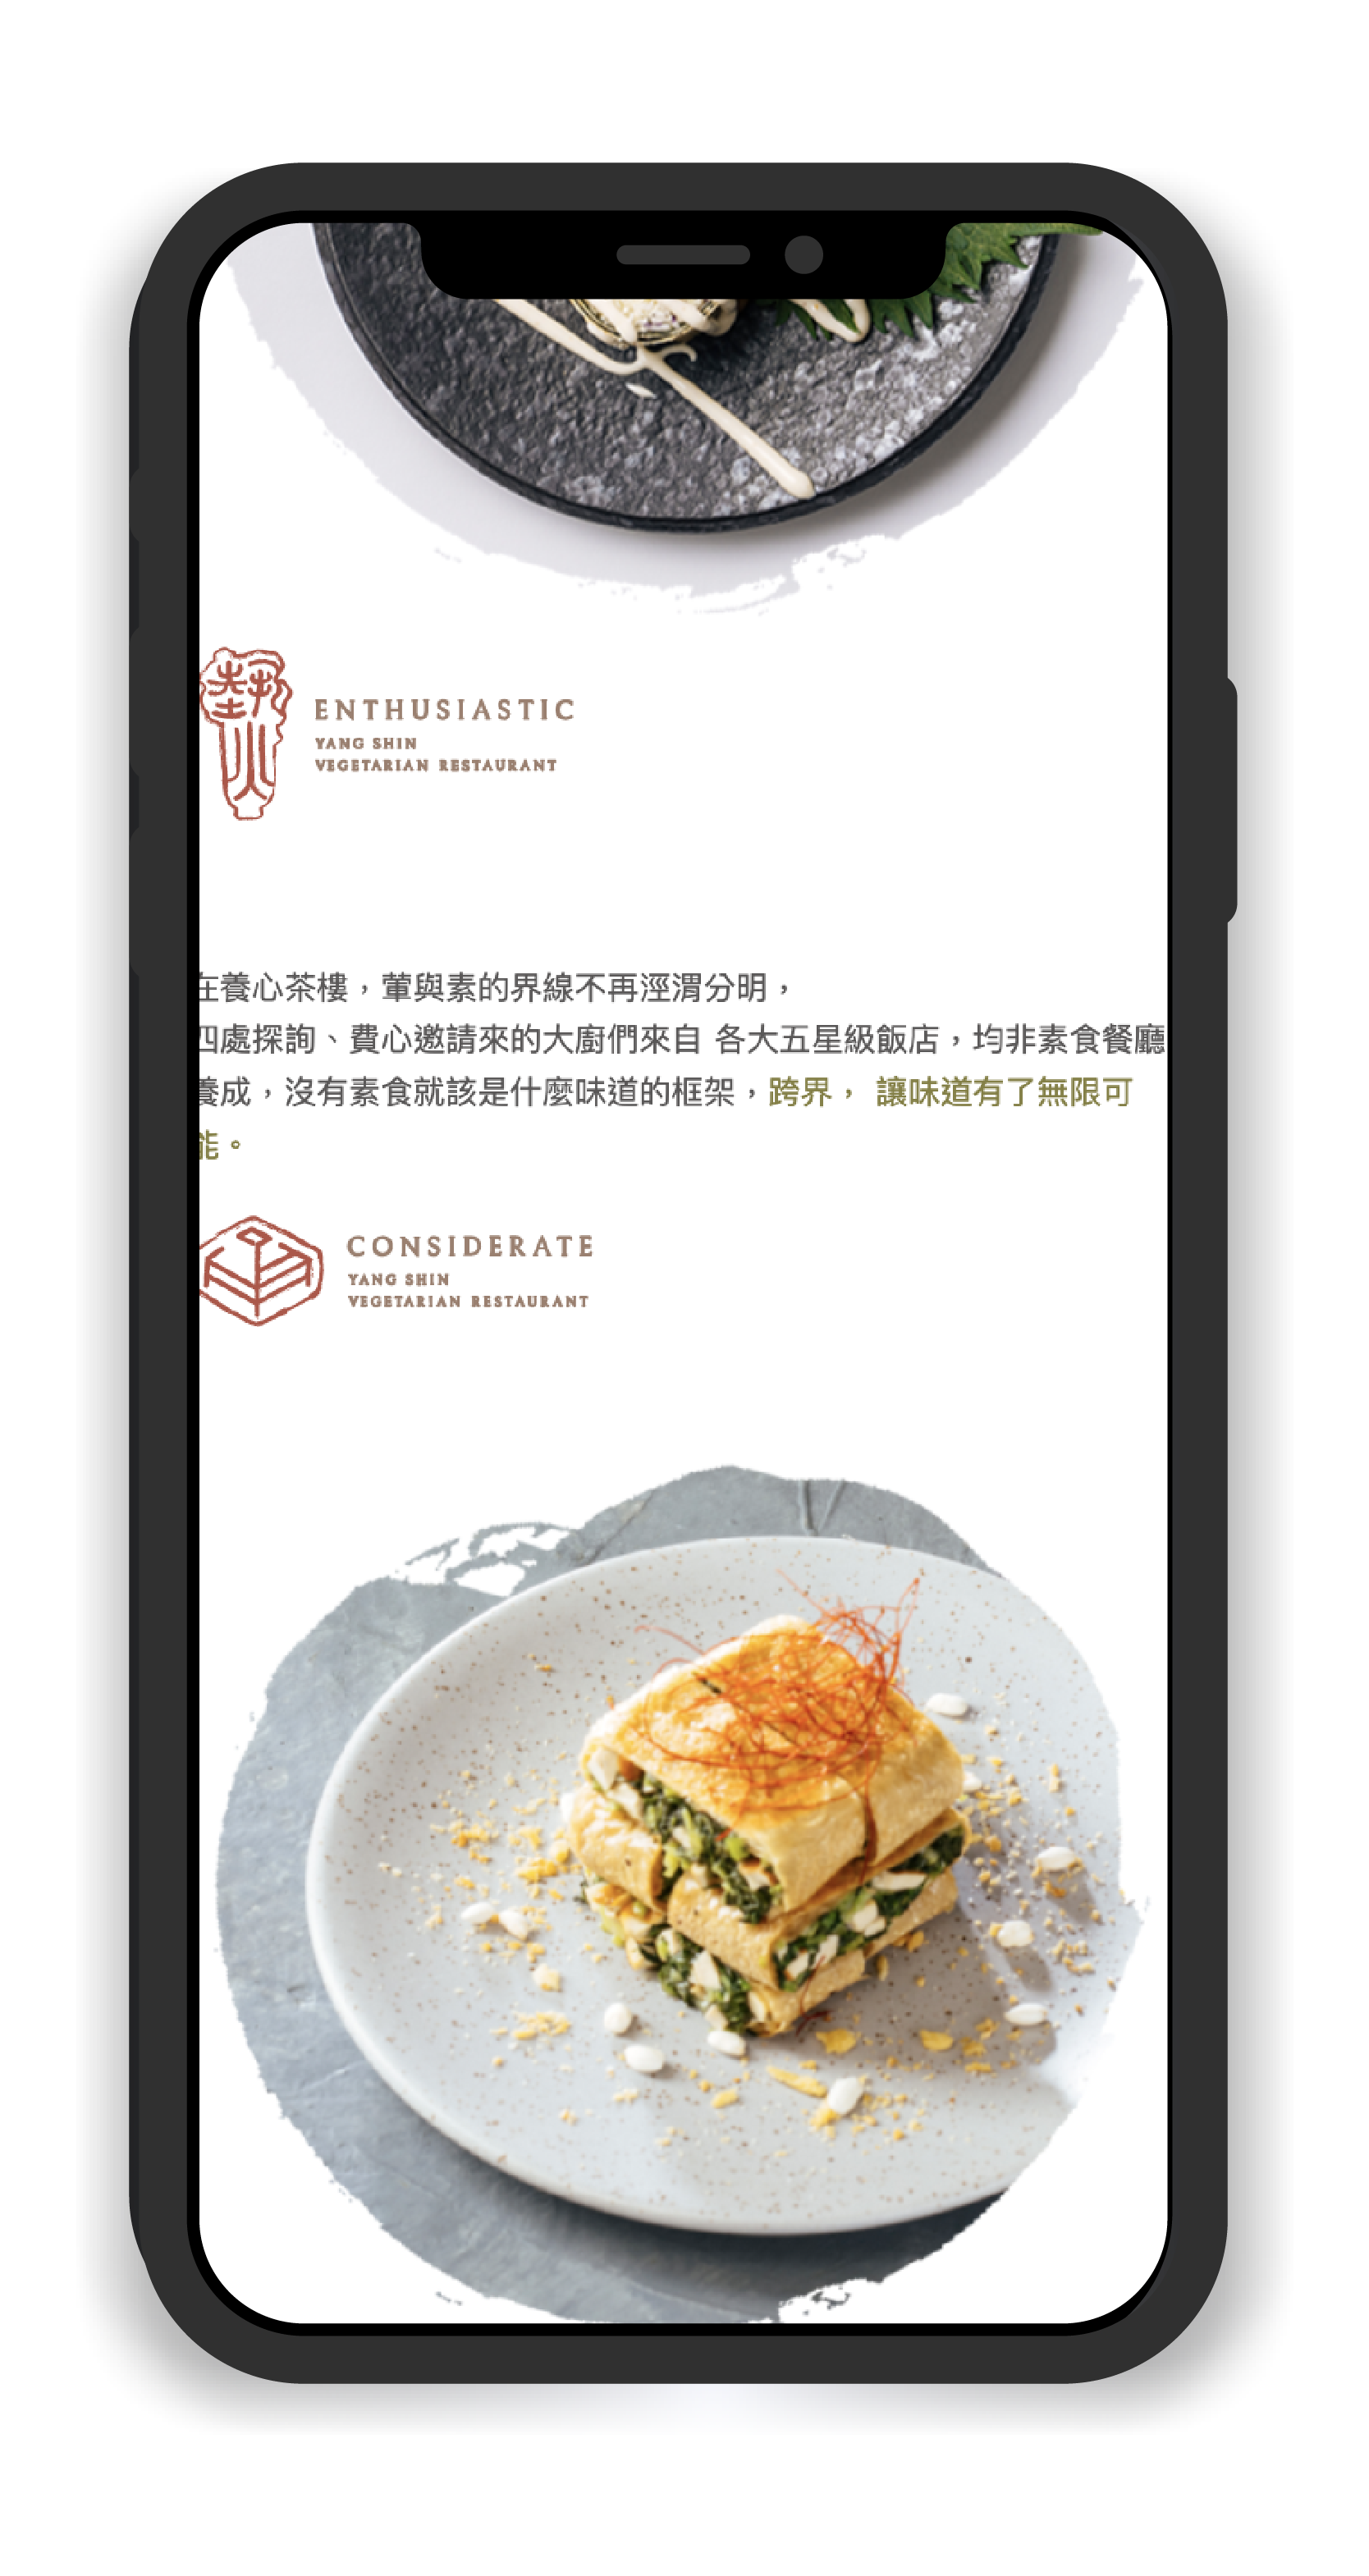 熱
ENTHUSIASTIC
YANG SHIN
VEGETARIAN RESTAURANT
在養心茶樓，葷與素的界線不再涇渭分明，
四處探詢、費心邀請來的大廚們來自 各大五星級飯店，均非素食餐廳
養成，沒有素食就該是什麼味道的框架，跨界， 讓味道有了無限可
能。
CONSIDERATE
YANG SHIN
VEGETARIAN RESTAURANT